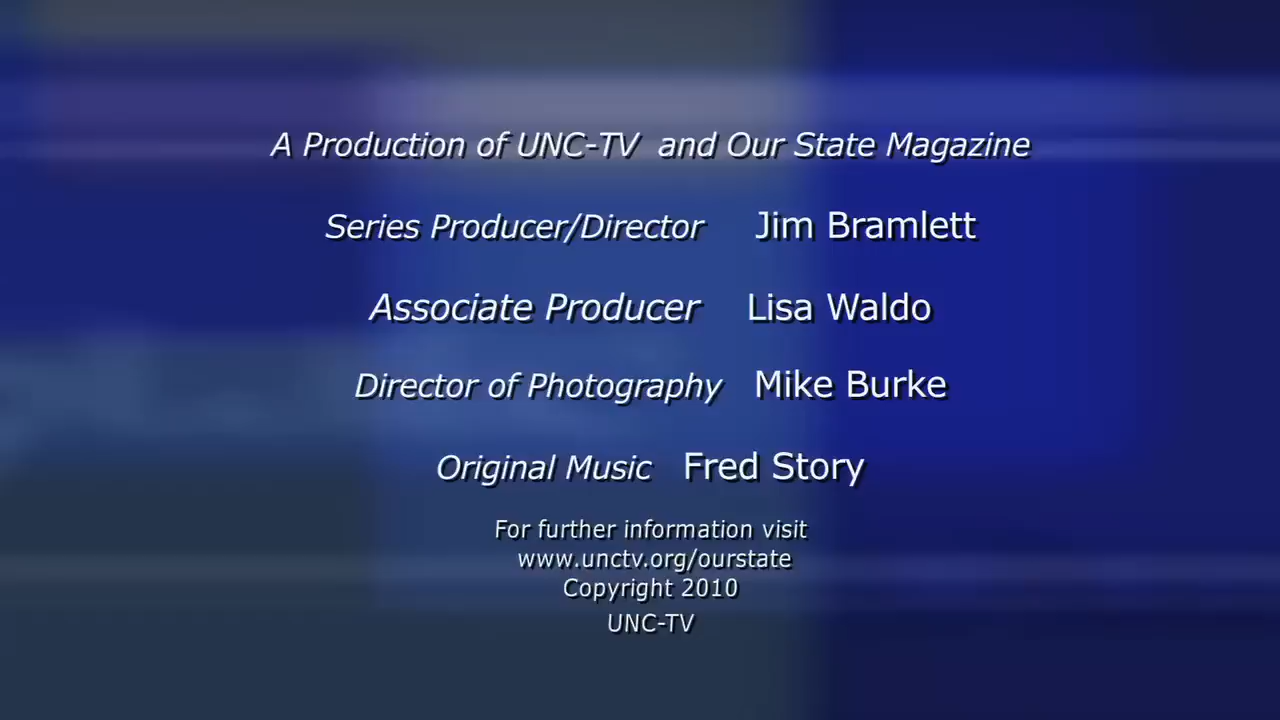 A Production of UNC-TV and Our State Magazine
Series Producer/Director Jim Bramlett
Associate Producer Lisa Waldo
Director of Photography Mike Burke
Original Music Fred Story
For further information visit
www.unctv.org/ourstate
Copyright 2010
UNC-TV